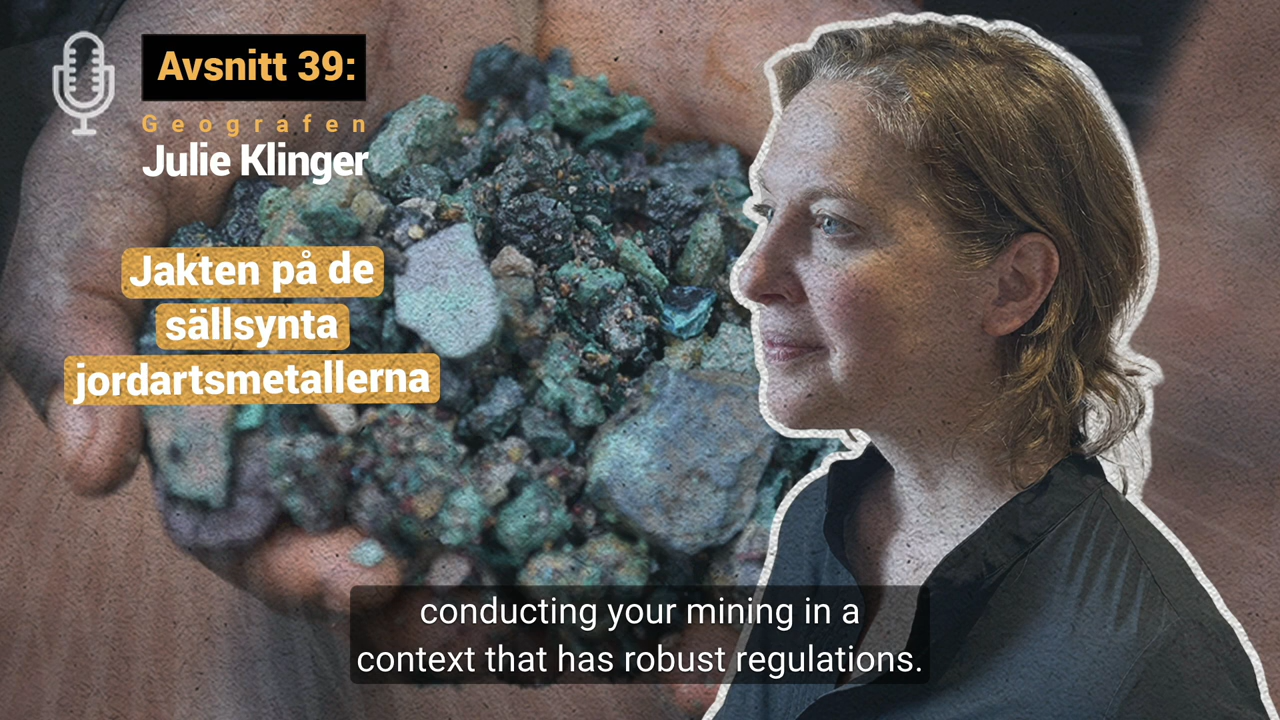 Avsnitt 39:
Geografen
Julie Klinger
Jakten på de
sällsynta
jordartsmetallerna
conducting your mining in a
context that has robust regulations.